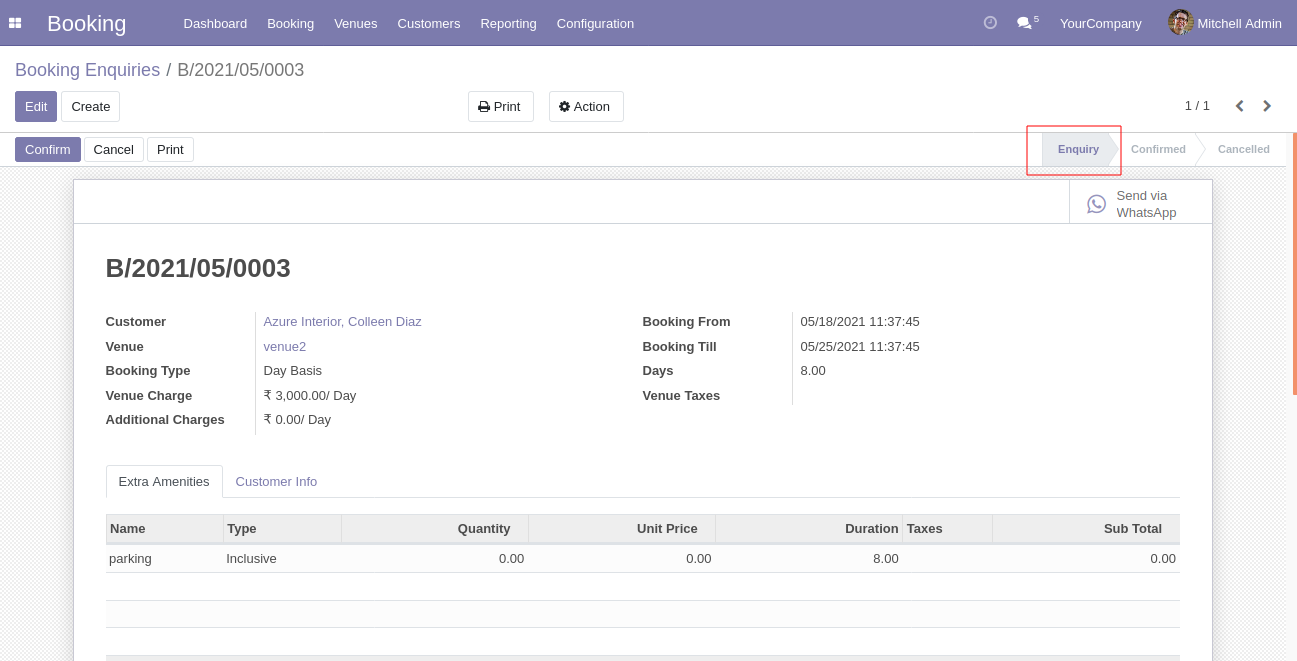 Booking Dashboard Booking Venues Customers Reporting Configuration 5 YourCompany Mitchell Admin
Booking Enquiries / B/2021/05/0003
Edit Create Print Action 1 / 1
Confirm Cancel Print Enquiry Confirmed Cancelled
Send via
WhatsApp
B/2021/05/0003
Customer Azure Interior, Colleen Diaz Booking From 05/18/2021 11:37:45
Venue venue2 Booking Till 05/25/2021 11:37:45
Booking Type Day Basis Days 8.00
Venue Charge ₹ 3,000.00/ Day Venue Taxes
Additional Charges ₹ 0.00/ Day
Extra Amenities Customer Info
Name Type Quantity Unit Price Duration Taxes Sub Total
parking Inclusive 0.00 0.00 8.00 0.00